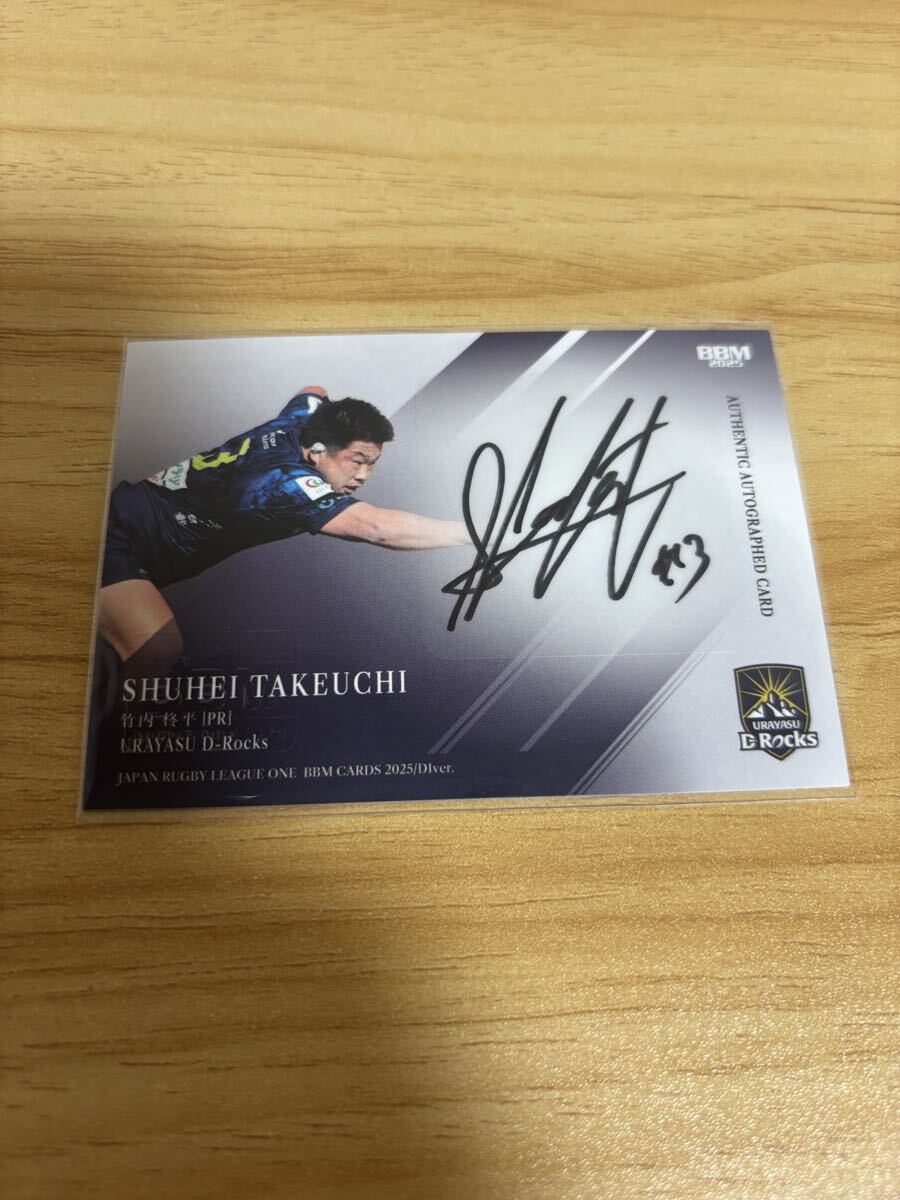 BBM
2025
AUTHENTIC AUTOGRAPHED CARD
#3
SHUHEI TAKEUCHI
竹内 柊平 [PR]
URAYASU D-Rocks
JAPAN RUGBY LEAGUE ONE BBM CARDS 2025/D1ver.
URAYASU
D-Rocks